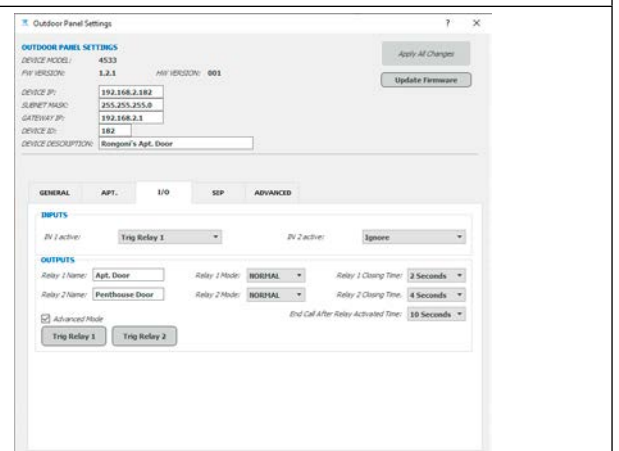 Outdoor Panel Settings ? ×
OUTDOOR PANEL SETTINGS
DEVICE MODEL: 4533
FW VERSION: 1.2.1 HW VERSION: 001
Apply All Changes
Update Firmware
DEVICE IP: 192.168.2.182
SUBNET MASK: 255.255.255.0
GATEWAY IP: 192.168.2.1
DEVICE ID: 182
DEVICE DESCRIPTION: Rongoni's Apt. Door
GENERAL APT. I/O SIP ADVANCED
INPUTS
IN 1 active: Trig Relay 1 IN 2 active: Ignore
OUTPUTS
Relay 1 Name: Apt. Door Relay 1 Mode: NORMAL Relay 1 Closing Time: 2 Seconds
Relay 2 Name: Penthouse Door Relay 2 Mode: NORMAL Relay 2 Closing Time: 4 Seconds
Advanced Mode End Call After Relay Activated Time: 10 Seconds
Trig Relay 1 Trig Relay 2